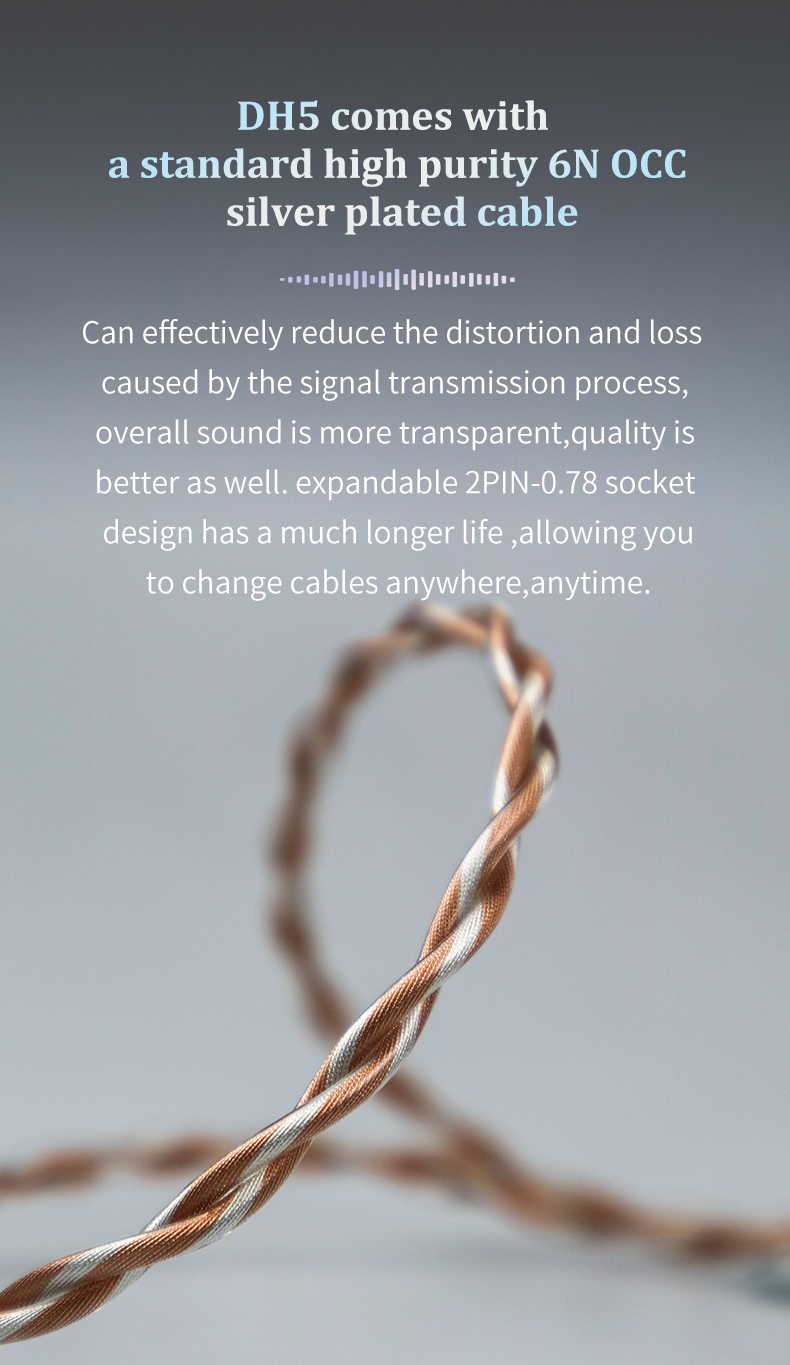 DH5 comes with
a standard high purity 6N OCC
silver plated cable
Can effectively reduce the distortion and loss
caused by the signal transmission process,
overall sound is more transparent,quality is
better as well. expandable 2PIN-0.78 socket
design has a much longer life ,allowing you
to change cables anywhere,anytime.